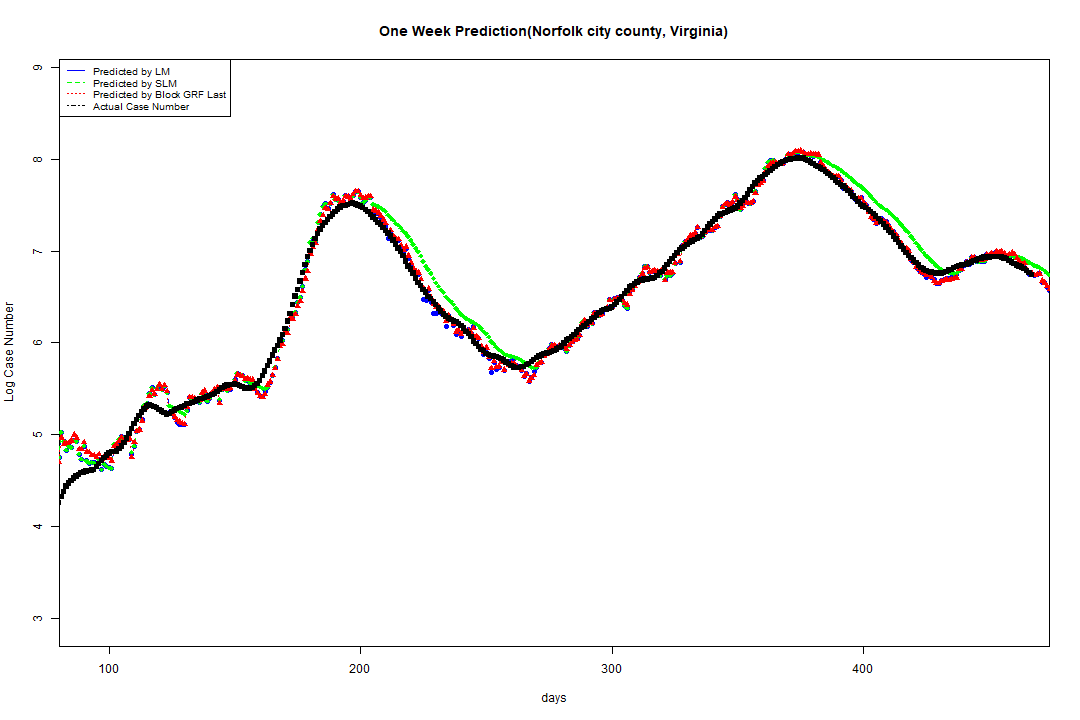 One Week Prediction(Norfolk city county, Virginia)
Predicted by LM
Predicted by SLM
Predicted by Block GRF Last
Actual Case Number
Log Case Number
9
8
7
6
5
4
3
100 200 300 400
days